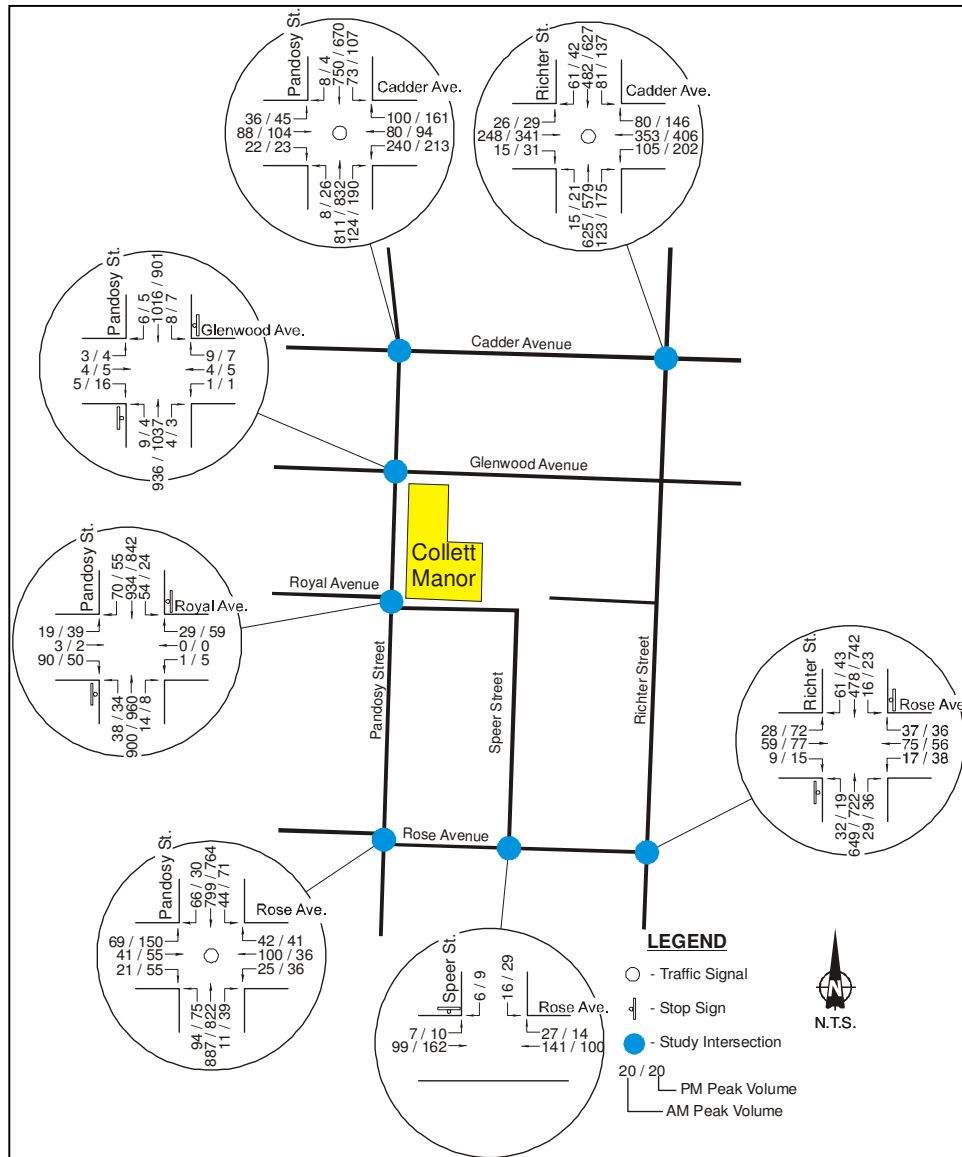 Pandosy St.
8 / 4
750 / 670
73 / 107
Cadder Ave.
36 / 45
88 / 104
22 / 23
100 / 161
80 / 94
240 / 213
8 / 26
811 / 832
124 / 190
Richter St.
61 / 42
482 / 627
81 / 137
Cadder Ave.
26 / 29
248 / 341
15 / 31
80 / 146
353 / 406
105 / 202
15 / 21
625 / 579
123 / 175
Pandosy St.
6 / 5
1016 / 901
8 / 7
Glenwood Ave.
3 / 4
4 / 5
5 / 16
9 / 7
4 / 5
1 / 1
9 / 4
936 / 1037
4 / 3
Cadder Avenue
Glenwood Avenue
Collett
Manor
Royal Avenue
Pandosy Street
Speer Street
Richter Street
Rose Avenue
Pandosy St.
70 / 55
934 / 842
54 / 24
Royal Ave.
19 / 39
3 / 2
90 / 50
29 / 59
0 / 0
1 / 5
38 / 34
900 / 960
14 / 8
Richter St.
61 / 43
478 / 742
16 / 23
Rose Ave
28 / 72
59 / 77
9 / 15
37 / 36
75 / 56
17 / 38
32 / 19
649 / 722
29 / 36
Pandosy St.
66 / 30
799 / 764
44 / 71
Rose Ave.
69 / 150
41 / 55
21 / 55
42 / 41
100 / 36
25 / 36
94 / 75
887 / 822
11 / 39
Speer St.
6 / 9
16 / 29
Rose Ave.
7 / 10
99 / 162
27 / 14
141 / 100
LEGEND
- Traffic Signal
- Stop Sign
- Study Intersection
20 / 20
PM Peak Volume
AM Peak Volume
N
N.T.S.